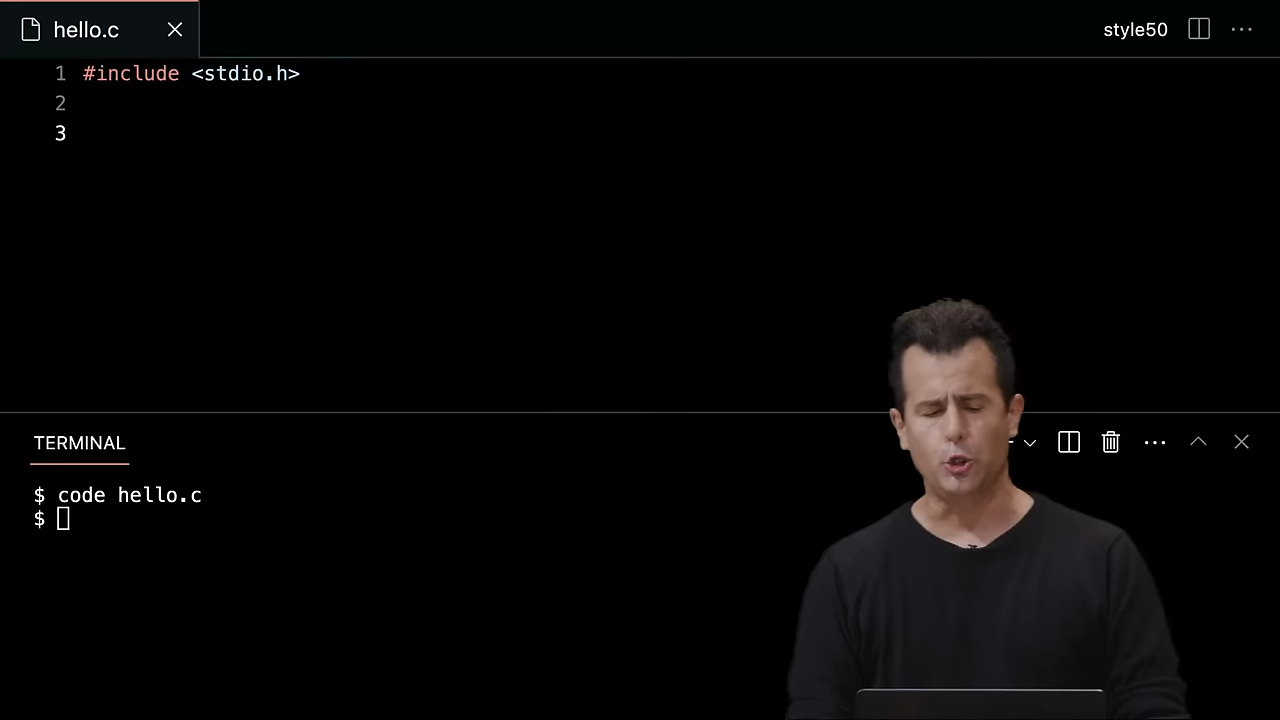 hello.c
style50
1 #include <stdio.h>
2
3
TERMINAL
$ code hello.c
$